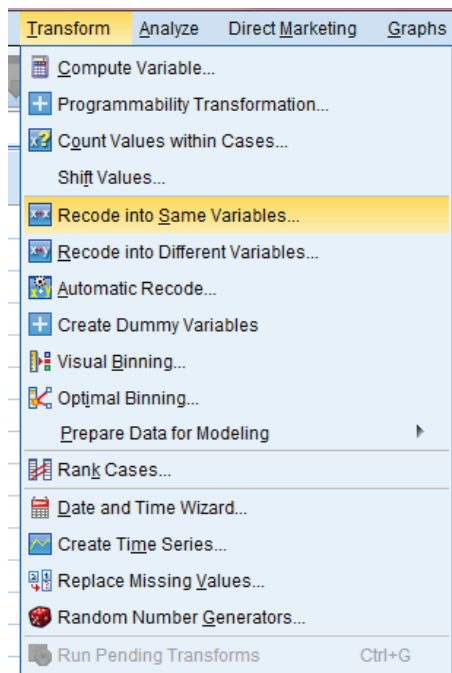 Transform Analyze Direct Marketing Graphs
Compute Variable...
Programmability Transformation...
Count Values within Cases...
Shift Values...
Recode into Same Variables...
Recode into Different Variables...
Automatic Recode...
Create Dummy Variables
Visual Binning...
Optimal Binning...
Prepare Data for Modeling
Rank Cases...
Date and Time Wizard...
Create Time Series...
Replace Missing Values...
Random Number Generators...
Run Pending Transforms Ctrl+G